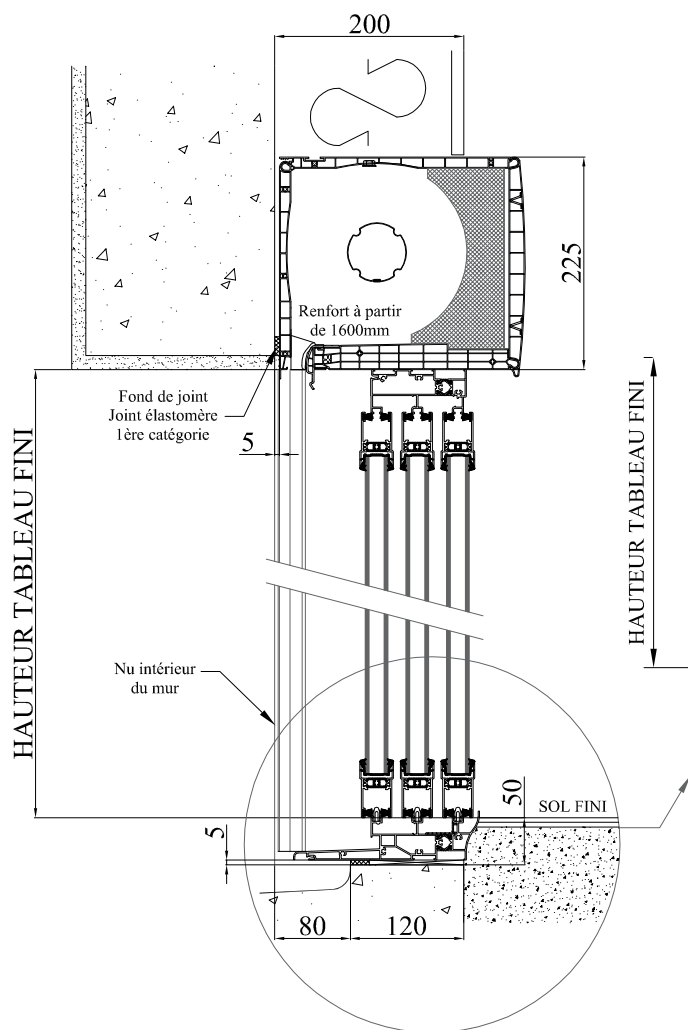 200
225
Renfort à partir
de 1600mm
Fond de joint
Joint élastomère
1ère catégorie
5
HAUTEUR TABLEAU FINI
HAUTEUR TABLEAU FINI
Nu intérieur
du mur
50
SOL FINI
5
80
120